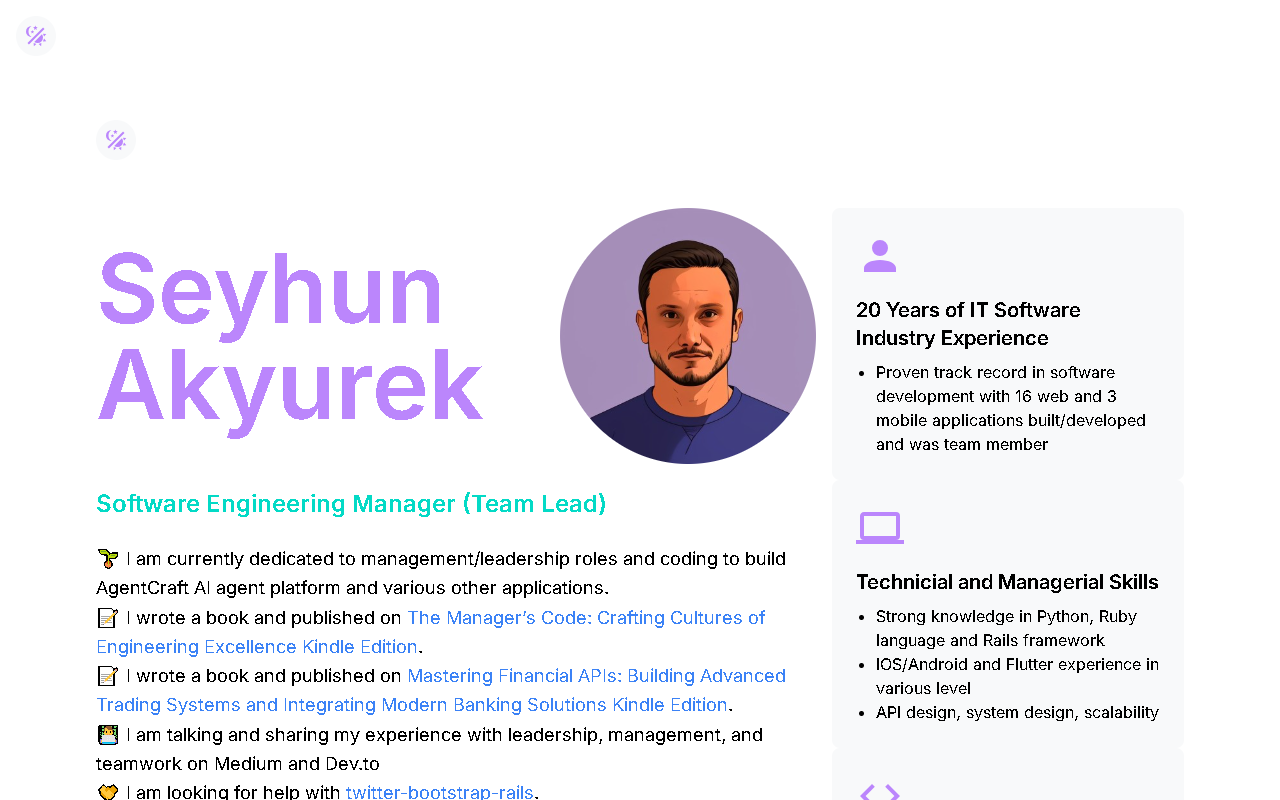 Seyhun
Akyurek
Software Engineering Manager (Team Lead)
🌱 I am currently dedicated to management/leadership roles and coding to build
AgentCraft AI agent platform and various other applications.
📝 I wrote a book and published on The Manager’s Code: Crafting Cultures of
Engineering Excellence Kindle Edition.
📝 I wrote a book and published on Mastering Financial APIs: Building Advanced
Trading Systems and Integrating Modern Banking Solutions Kindle Edition.
👨‍💻 I am talking and sharing my experience with leadership, management, and
teamwork on Medium and Dev.to
🤝 I am looking for help with twitter-bootstrap-rails.
20 Years of IT Software
Industry Experience
• Proven track record in software
development with 16 web and 3
mobile applications built/developed
and was team member
Technicial and Managerial Skills
• Strong knowledge in Python, Ruby
language and Rails framework
• IOS/Android and Flutter experience in
various level
• API design, system design, scalability